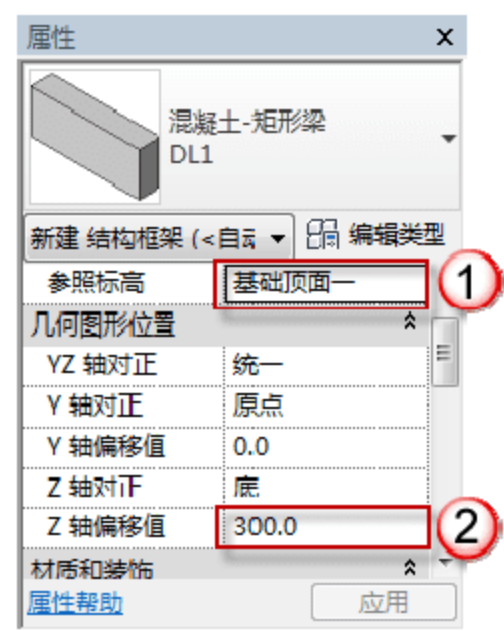 属性 x
混凝土-矩形梁
DL1
新建 结构框架 (<自动 编辑类型
参照标高 基础顶面一 1
几何图形位置
YZ 轴对正 统一
Y 轴对正 原点
Y 轴偏移值 0.0
Z 轴对正 底
Z 轴偏移值 300.0 2
材质和装饰
属性帮助 应用